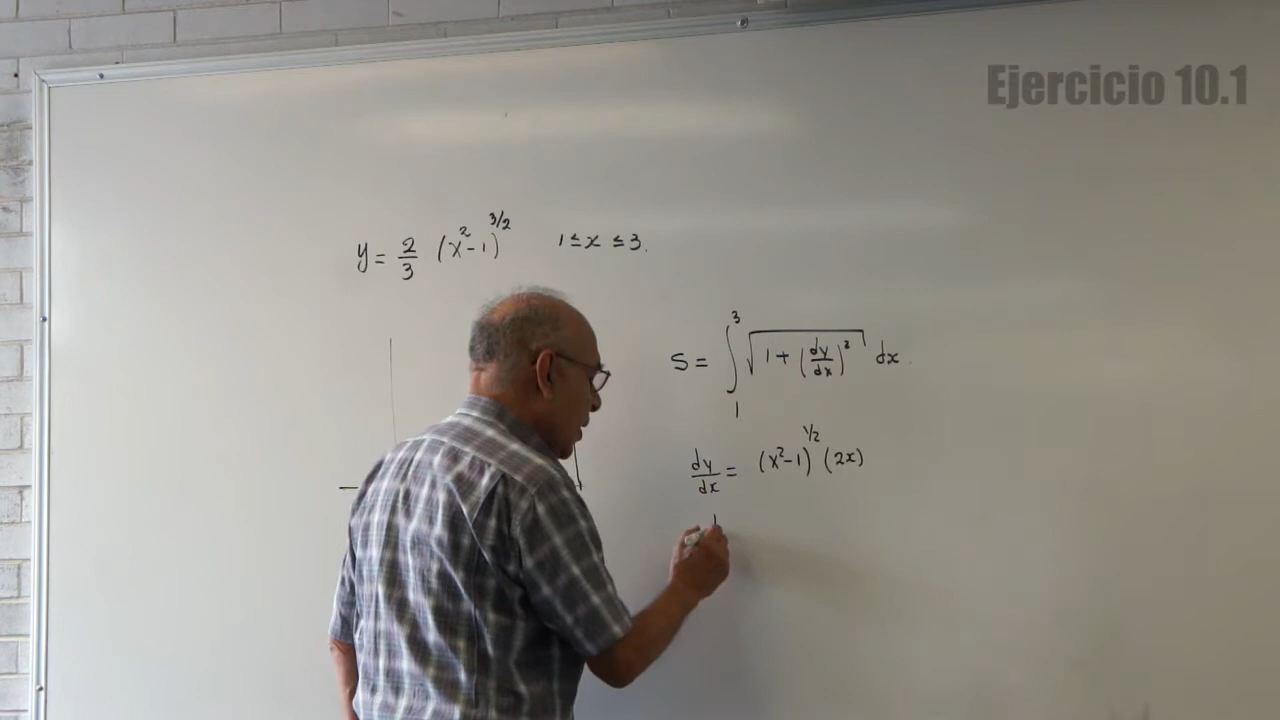 Ejercicio 10.1
y = 2/3 (x²-1)^3/2 1 ≤ x ≤ 3.
S = ∫₁³ √(1 + (dy/dx)²) dx
dy/dx = (x²-1)^1/2 (2x)